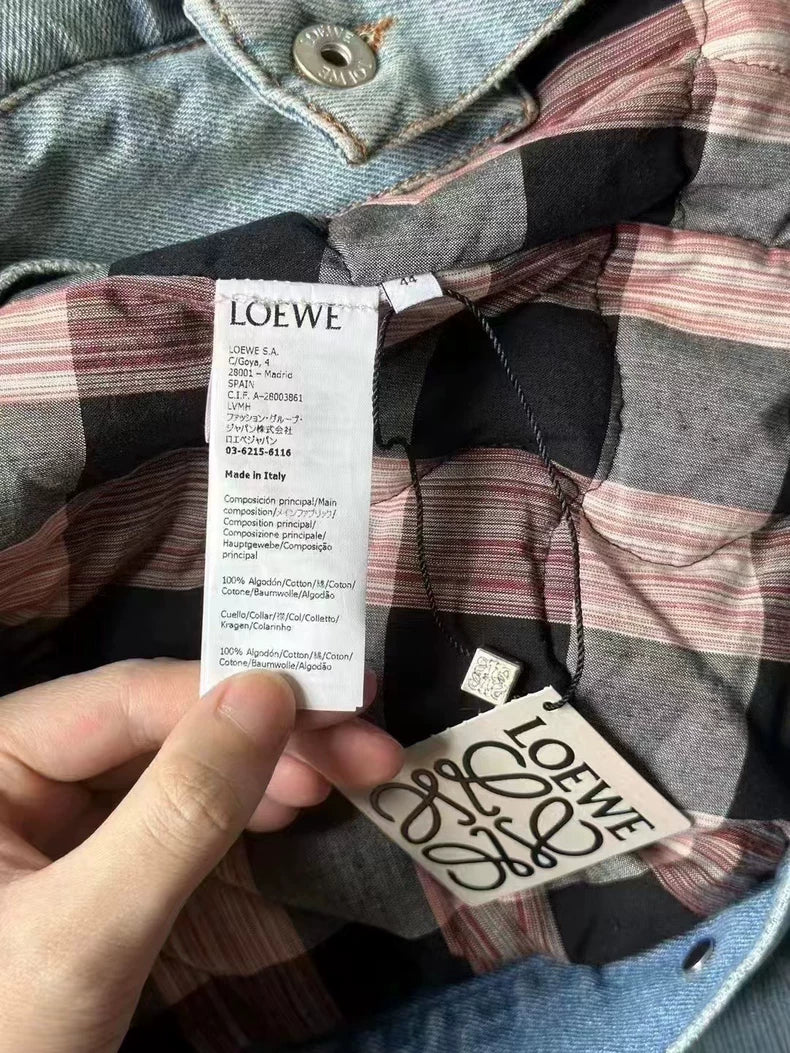 LOEWE
LOEWE
44
LOEWE
LOEWE S.A.
C/Goya, 4
28001 - Madrid
SPAIN
C.I.F. A-28003861
LVMH
ファッション・グループ・
ジャパン株式会社
ロエベジャパン
03-6215-6116
Made in Italy
Composición principal/Main
composition/メインファブリック/
Composition principal/
Composizione principale/
Hauptgewebe/Composição
principal
100% Algodón/Cotton/綿/Coton/
Cotone/Baumwolle/Algodão
Cuello/Collar/襟/Col/Colletto/
Kragen/Colarinho
100% Algodón/Cotton/綿/Coton/
Cotone/Baumwolle/Algodão
LOEWE